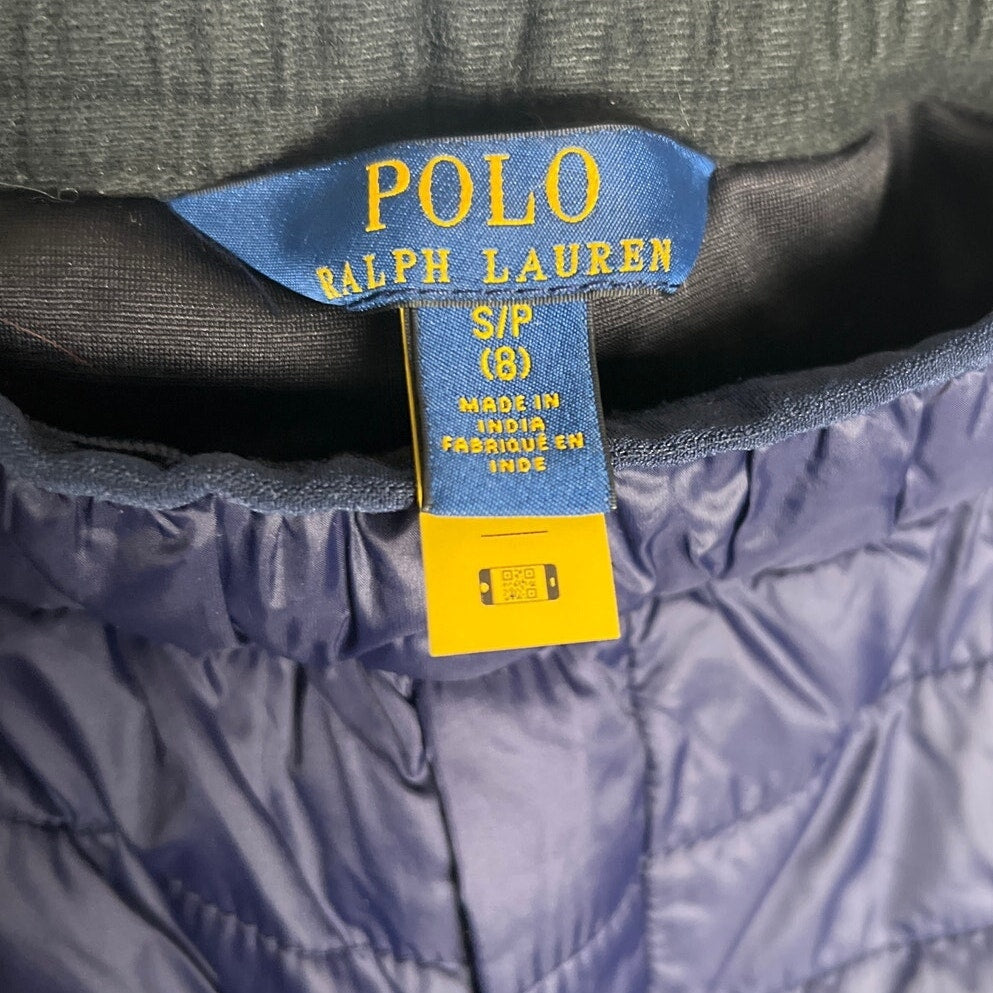 POLO
RALPH LAUREN
S/P
(8)
MADE IN
INDIA
FABRIQUÉ EN
INDE